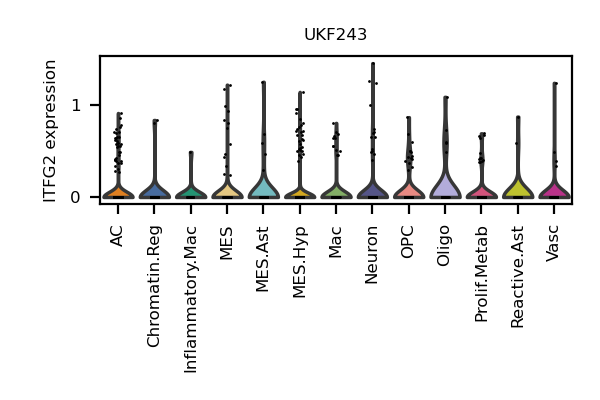 UKF243
ITFG2 expression
1
0
AC
Chromatin.Reg
Inflammatory.Mac
MES
MES.Ast
MES.Hyp
Mac
Neuron
OPC
Oligo
Prolif.Metab
Reactive.Ast
Vasc